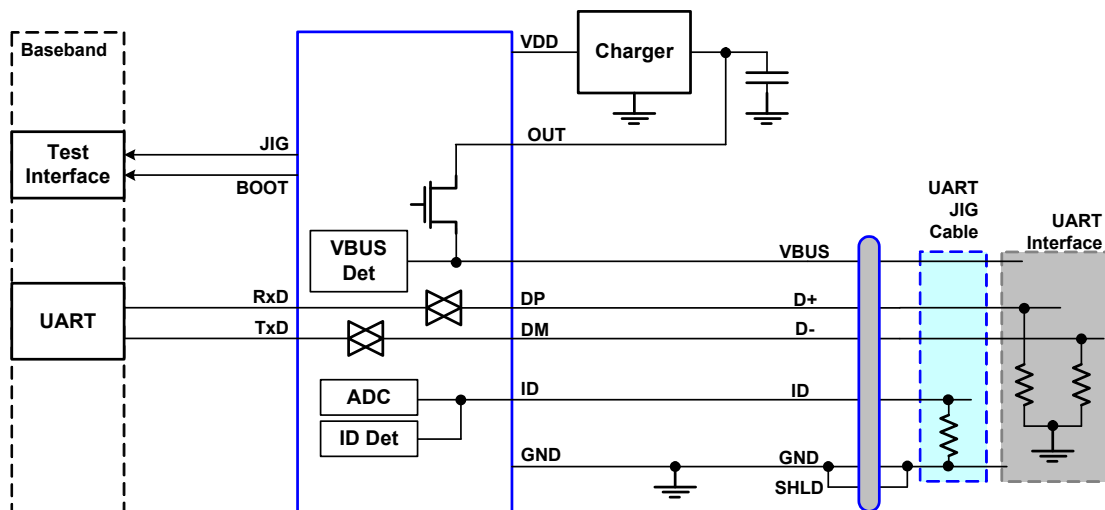 Baseband
VDD
Charger
OUT
JIG
BOOT
Test
Interface
UART
JIG
Cable
UART
Interface
VBUS
Det
VBUS
RxD
DP
D+
UART
TxD
DM
D-
ADC
ID
ID
ID Det
GND
GND
SHLD